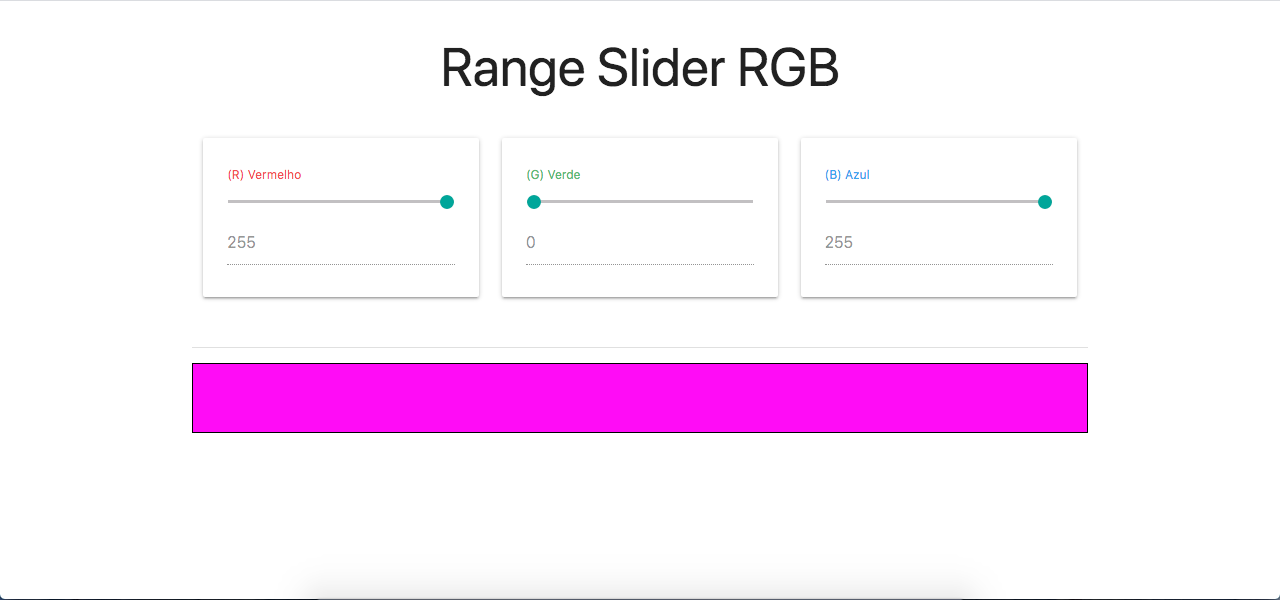 Range Slider RGB
(R) Vermelho
255
(G) Verde
0
(B) Azul
255